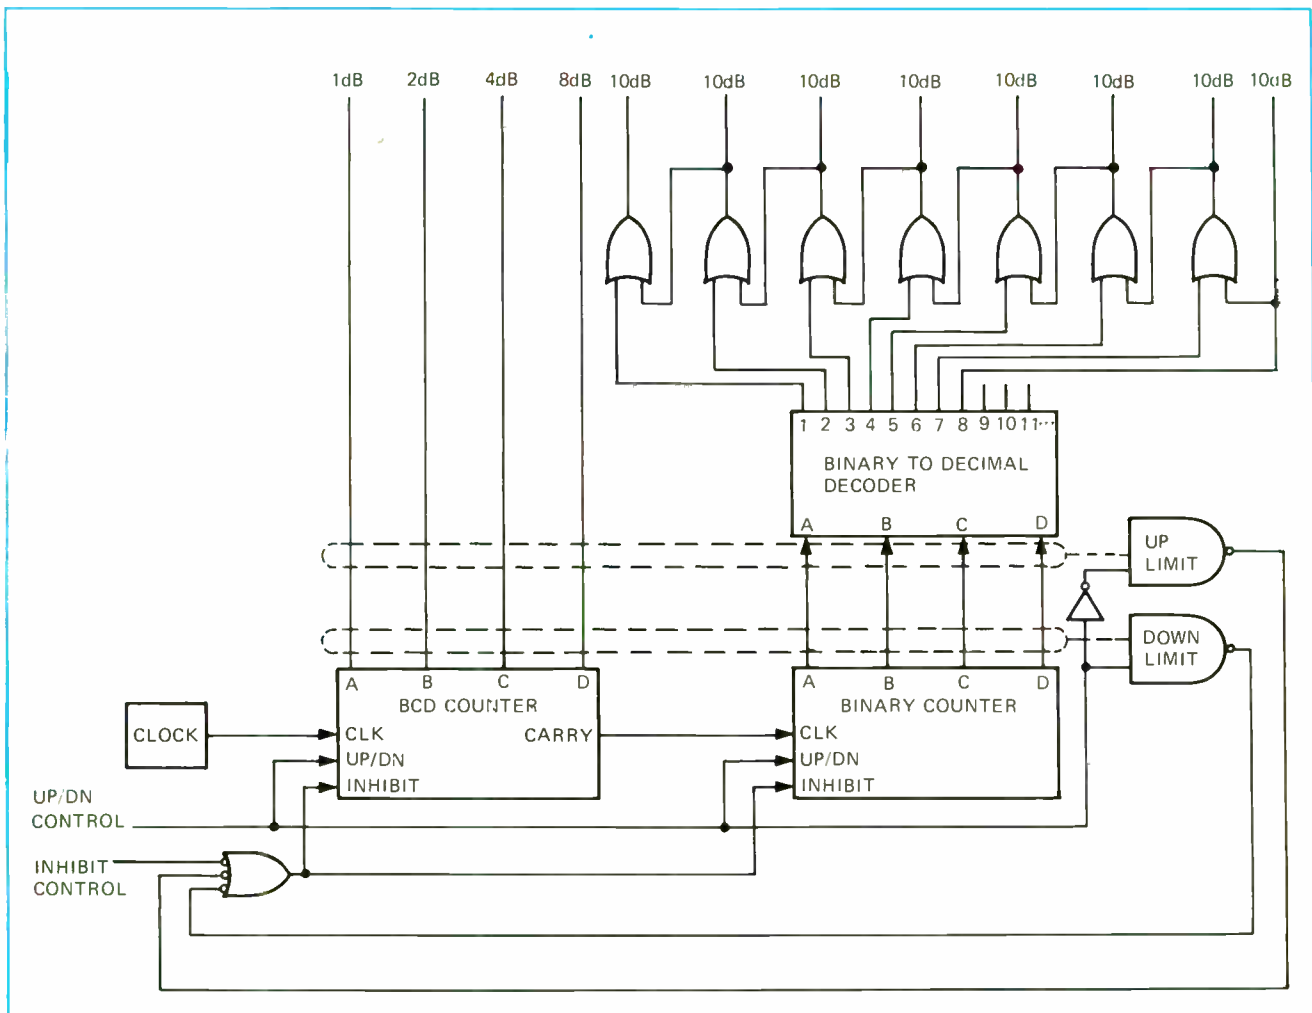 1dB 2dB 4dB 8dB 10dB 10dB 10dB 10dB 10dB 10dB 10dB 10dB
1 2 3 4 5 6 7 8 9 10 11...
BINARY TO DECIMAL
DECODER
A B C D
UP
LIMIT
DOWN
LIMIT
A B C D
BCD COUNTER
CLK CARRY
UP/DN
INHIBIT
A B C D
BINARY COUNTER
CLK
UP/DN
INHIBIT
CLOCK
UP/DN
CONTROL
INHIBIT
CONTROL